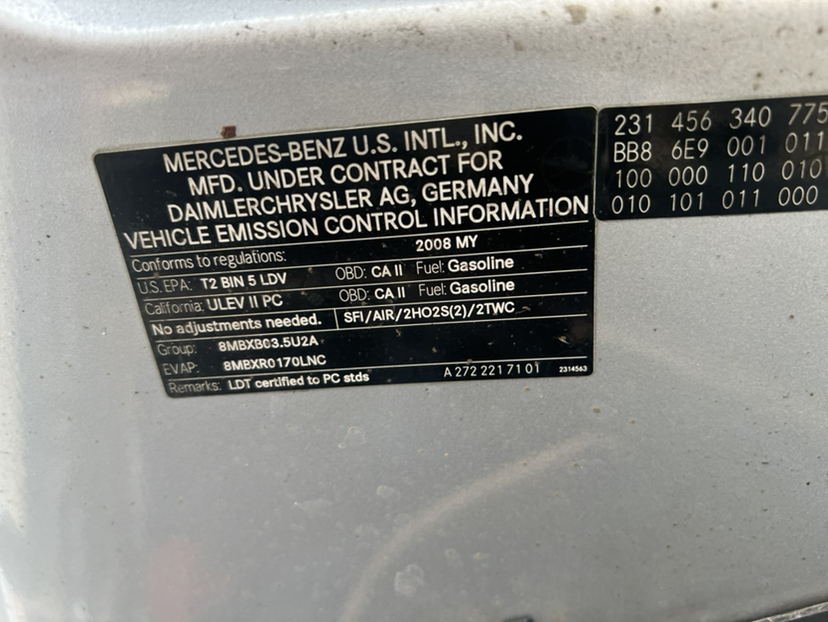 MERCEDES-BENZ U.S. INTL., INC.
MFD. UNDER CONTRACT FOR
DAIMLERCHRYSLER AG, GERMANY
VEHICLE EMISSION CONTROL INFORMATION
Conforms to regulations: 2008 MY
U.S. EPA: T2 BIN 5 LDV OBD: CA II Fuel: Gasoline
California: ULEV II PC OBD: CA II Fuel: Gasoline
No adjustments needed. SFI/AIR/2HO2S(2)/2TWC
Group: 8MBXB03.5U2A
EVAP: 8MBXR0170LNC
Remarks: LDT certified to PC stds A 272 221 71 01 2314563
231 456 340 775
BB8 6E9 001 011
100 000 110 010
010 101 011 000